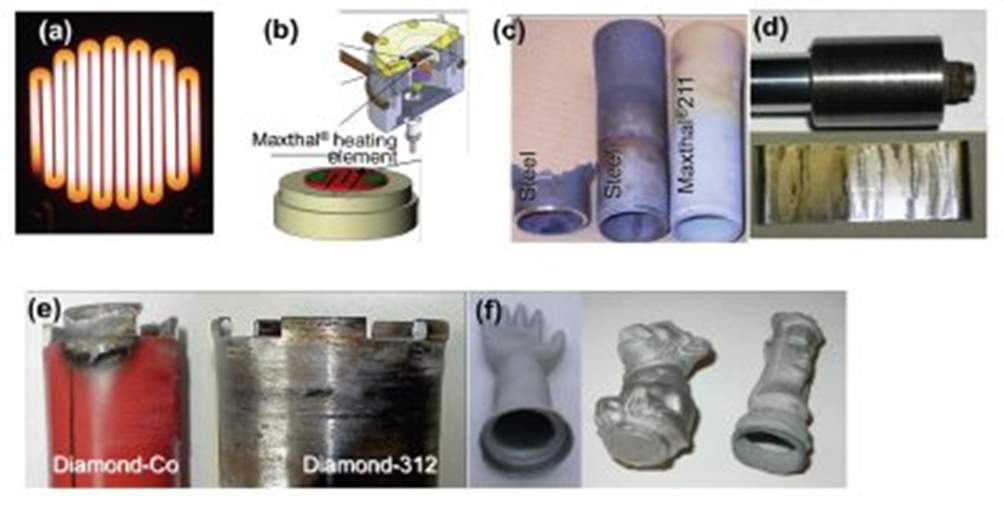 (a)
(b)
Maxthal® heating
element
(c)
Steel
Steel
Maxthal®211
(d)
(e)
Diamond-Co
Diamond-312
(f)